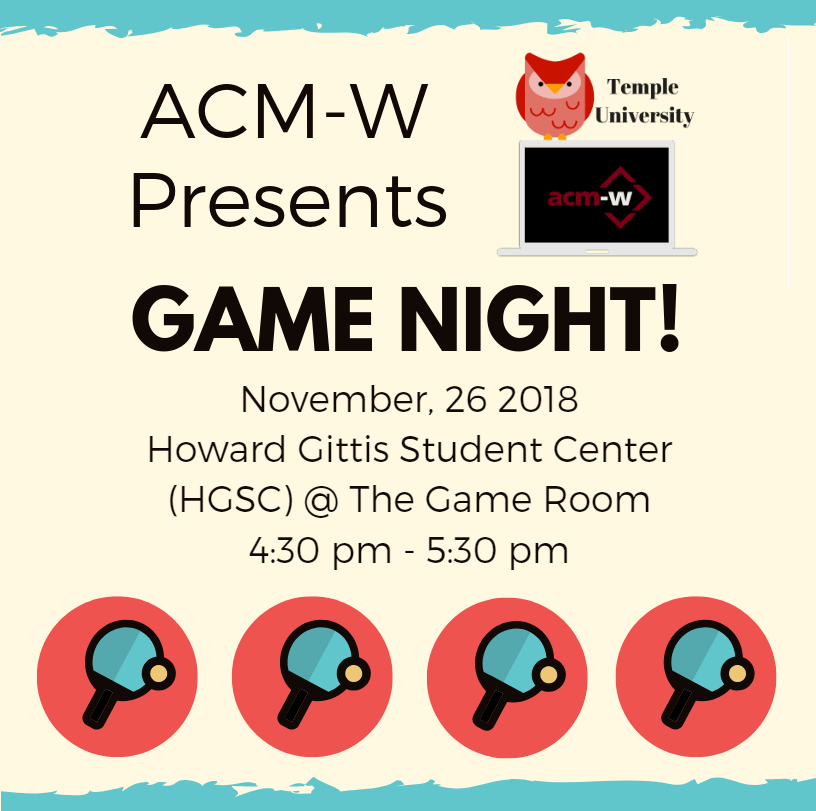 ACM-W
Presents
Temple
University
acm-w
GAME NIGHT!
November, 26 2018
Howard Gittis Student Center
(HGSC) @ The Game Room
4:30 pm - 5:30 pm